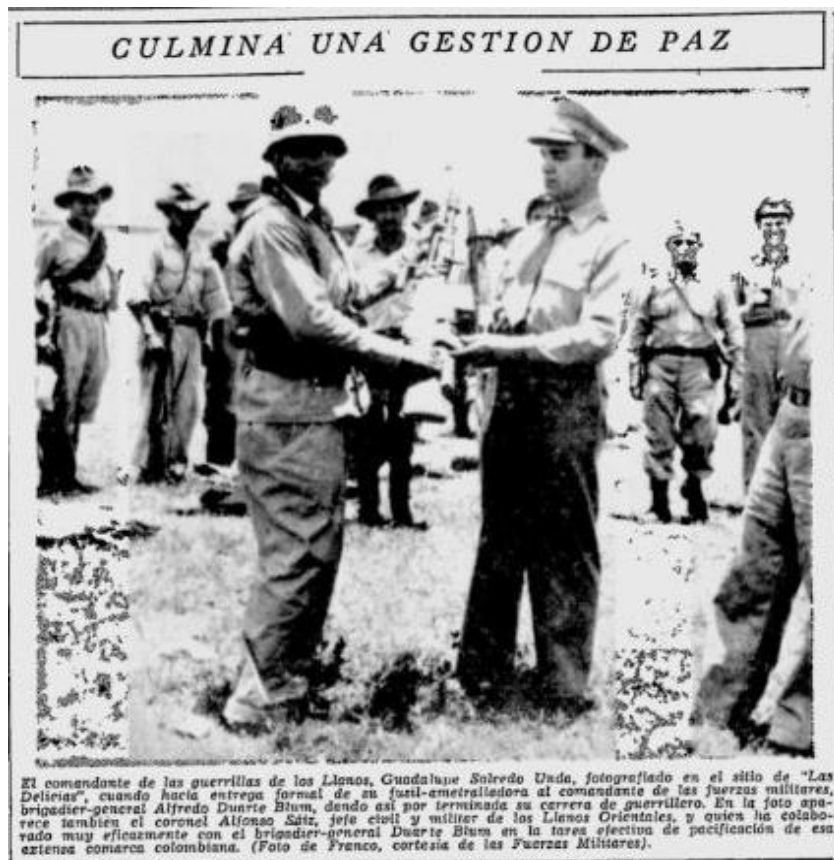 CULMINA UNA GESTION DE PAZ
El comandante de las guerrillas de los Llanos, Guadalupe Salcedo Unda, fotografiado en el sitio de "Las
Delicias", cuando hacía entrega formal de su fusil-ametralladora al comandante de las fuerzas militares,
brigadier-general Alfredo Duarte Blum, dando así por terminada su carrera de guerrillero. En la foto apa-
rece también el coronel Alfonso Sáiz, jefe civil y militar de los Llanos Orientales, y quien ha colabo-
rado muy eficazmente con el brigadier-general Duarte Blum en la tarea efectiva de pacificación de esa
extensa comarca colombiana. (Foto de Franco, cortesía de las Fuerzas Militares).